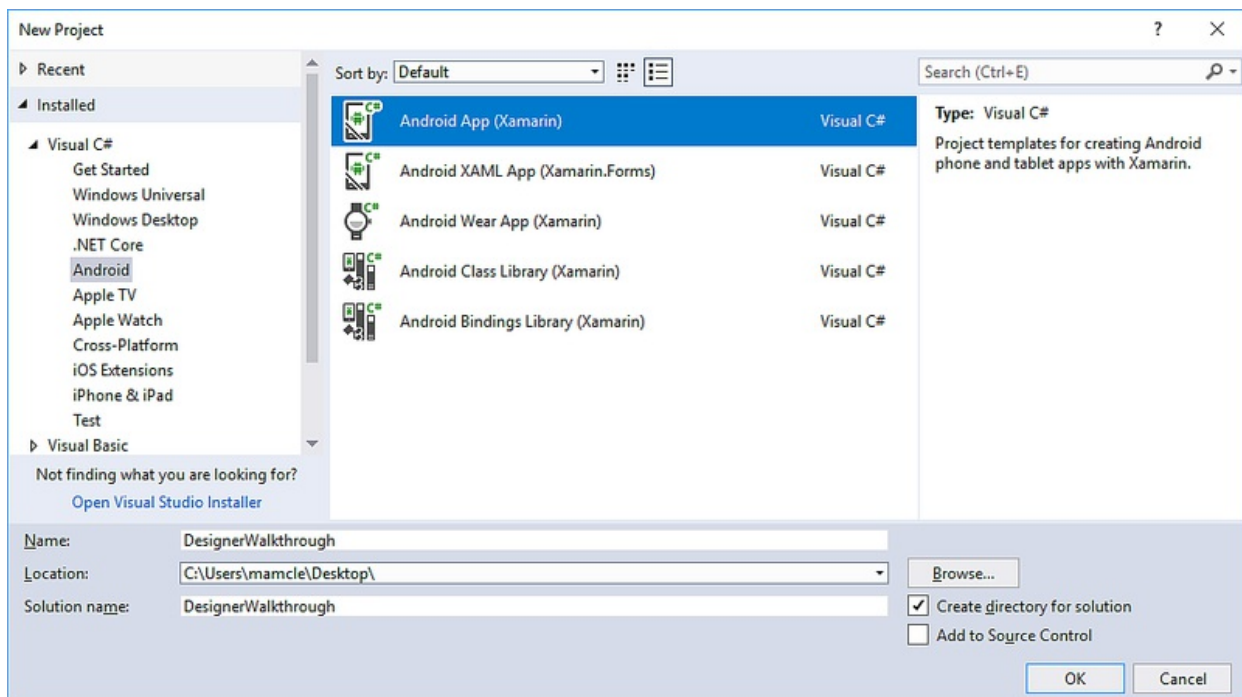 New Project
?
Recent
Installed
Visual C#
Get Started
Windows Universal
Windows Desktop
.NET Core
Android
Apple TV
Apple Watch
Cross-Platform
iOS Extensions
iPhone & iPad
Test
Visual Basic
Not finding what you are looking for?
Open Visual Studio Installer
Sort by: Default
C# Android App (Xamarin) Visual C#
C# Android XAML App (Xamarin.Forms) Visual C#
C# Android Wear App (Xamarin) Visual C#
C# Android Class Library (Xamarin) Visual C#
C# Android Bindings Library (Xamarin) Visual C#
Search (Ctrl+E)
Type: Visual C#
Project templates for creating Android
phone and tablet apps with Xamarin.
Name: DesignerWalkthrough
Location: C:\Users\mamcle\Desktop\ Browse...
Solution name: DesignerWalkthrough
Create directory for solution
Add to Source Control
OK Cancel